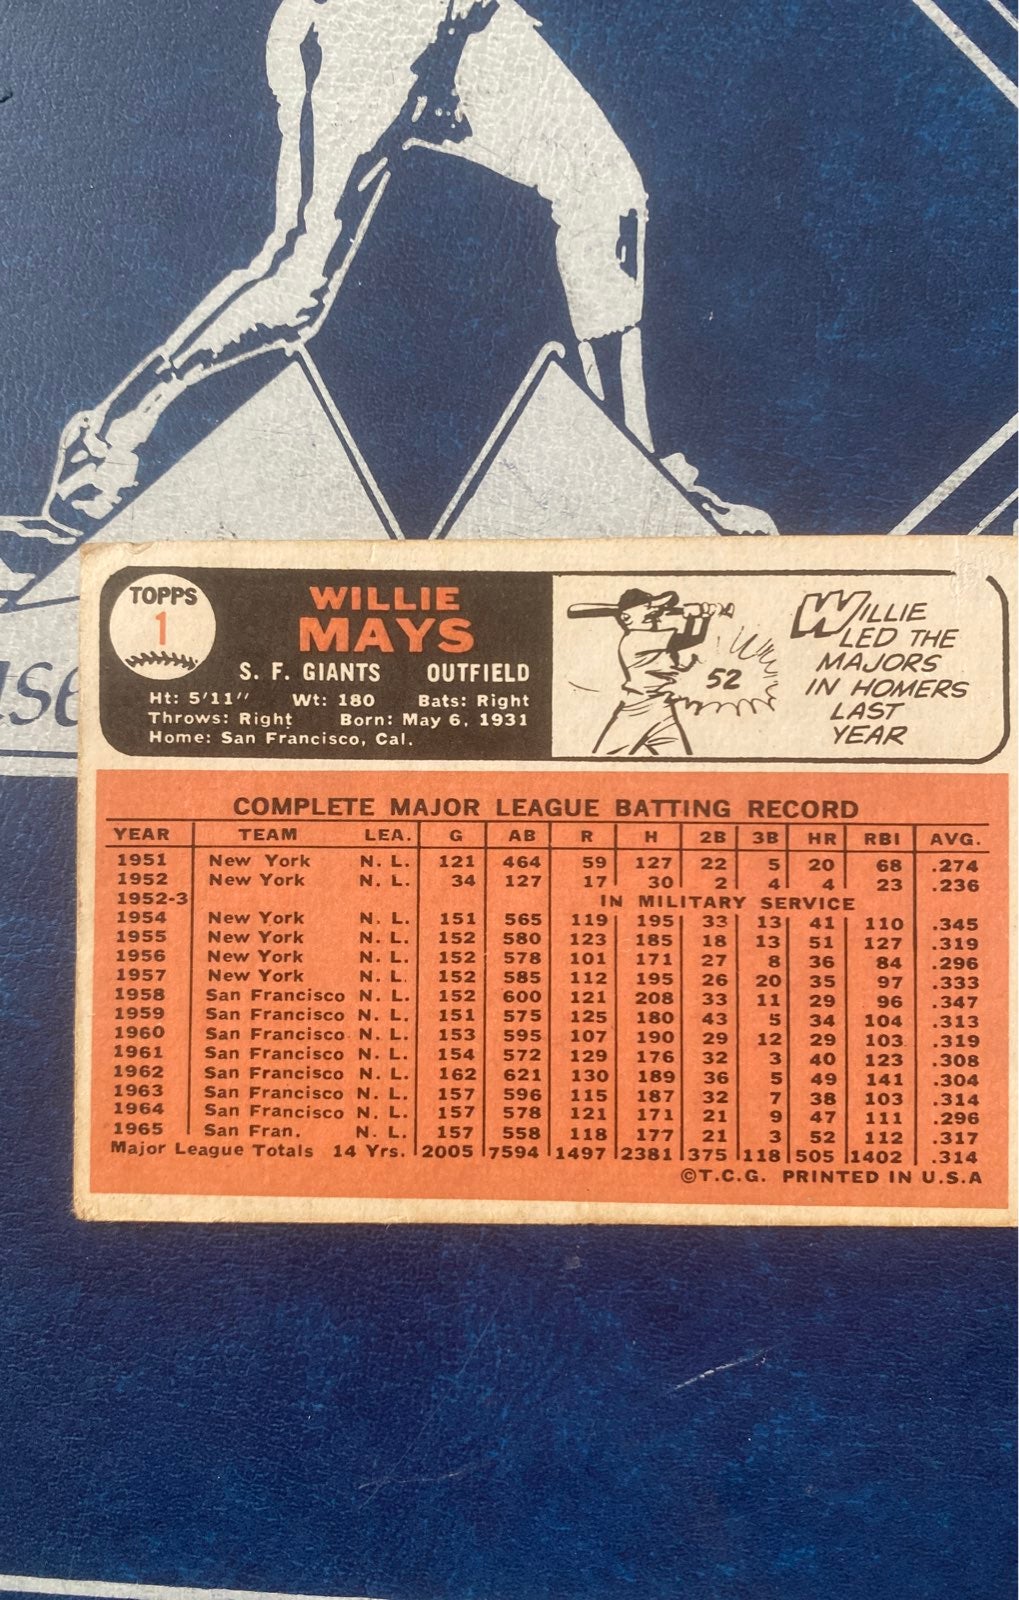 TOPPS
1
WILLIE
MAYS
S. F. GIANTS OUTFIELD
Ht: 5'11" Wt: 180 Bats: Right
Throws: Right Born: May 6, 1931
Home: San Francisco, Cal.
52
WILLIE
LED THE
MAJORS
IN HOMERS
LAST
YEAR
COMPLETE MAJOR LEAGUE BATTING RECORD
YEAR TEAM LEA. G AB R H 2B 3B HR RBI AVG.
1951 New York N. L. 121 464 59 127 22 5 20 68 .274
1952 New York N. L. 34 127 17 30 2 4 4 23 .236
1952-3 IN MILITARY SERVICE
1954 New York N. L. 151 565 119 195 33 13 41 110 .345
1955 New York N. L. 152 580 123 185 18 13 51 127 .319
1956 New York N. L. 152 578 101 171 27 8 36 84 .296
1957 New York N. L. 152 585 112 195 26 20 35 97 .333
1958 San Francisco N. L. 152 600 121 208 33 11 29 96 .347
1959 San Francisco N. L. 151 575 125 180 43 5 34 104 .313
1960 San Francisco N. L. 153 595 107 190 29 12 29 103 .319
1961 San Francisco N. L. 154 572 129 176 32 3 40 123 .308
1962 San Francisco N. L. 162 621 130 189 36 5 49 141 .304
1963 San Francisco N. L. 157 596 115 187 32 7 38 103 .314
1964 San Francisco N. L. 157 578 121 171 21 9 47 111 .296
1965 San Fran. N. L. 157 558 118 177 21 3 52 112 .317
Major League Totals 14 Yrs. 2005 7594 1497 2381 375 118 505 1402 .314
©T.C.G. PRINTED IN U.S.A